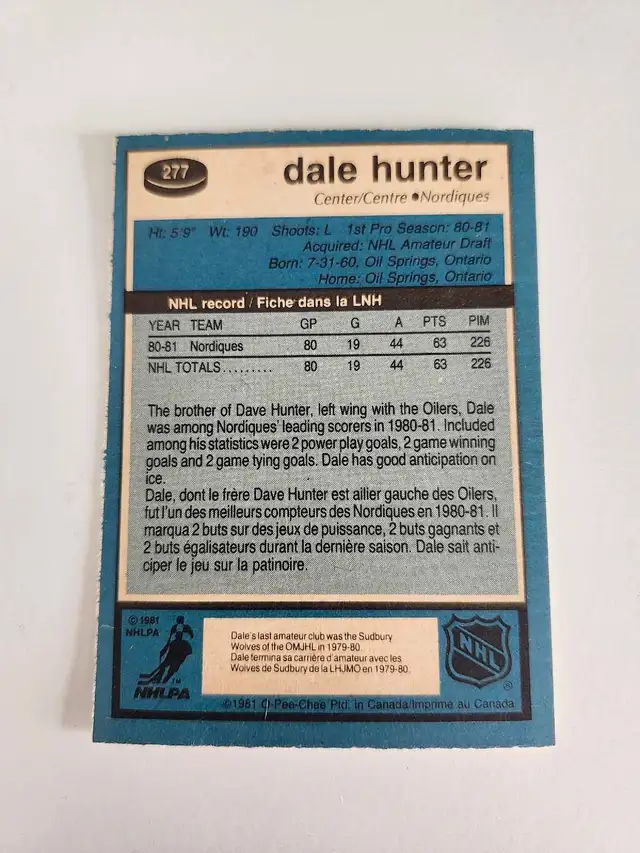 277
dale hunter
Center/Centre ●Nordiques
Ht: 5'9" Wt: 190 Shoots: L 1st Pro Season: 80-81
Acquired: NHL Amateur Draft
Born: 7-31-60, Oil Springs, Ontario
Home: Oil Springs, Ontario
NHL record / Fiche dans la LNH
YEAR TEAM GP G A PTS PIM
80-81 Nordiques 80 19 44 63 226
NHL TOTALS......... 80 19 44 63 226
The brother of Dave Hunter, left wing with the Oilers, Dale
was among Nordiques' leading scorers in 1980-81. Included
among his statistics were 2 power play goals, 2 game winning
goals and 2 game tying goals. Dale has good anticipation on
ice.
Dale, dont le frère Dave Hunter est ailier gauche des Oilers,
fut l'un des meilleurs compteurs des Nordiques en 1980-81. Il
marqua 2 buts sur des jeux de puissance, 2 buts gagnants et
2 buts égalisateurs durant la dernière saison. Dale sait anti-
ciper le jeu sur la patinoire.
© 1981
NHLPA
TM
NHLPA
Dale's last amateur club was the Sudbury
Wolves of the OMJHL in 1979-80.
Dale termina sa carrière d'amateur avec les
Wolves de Sudbury de la LHJMO en 1979-80.
NHL
®
©1981 O-Pee-Chee Ptd. in Canada/Imprimé au Canada